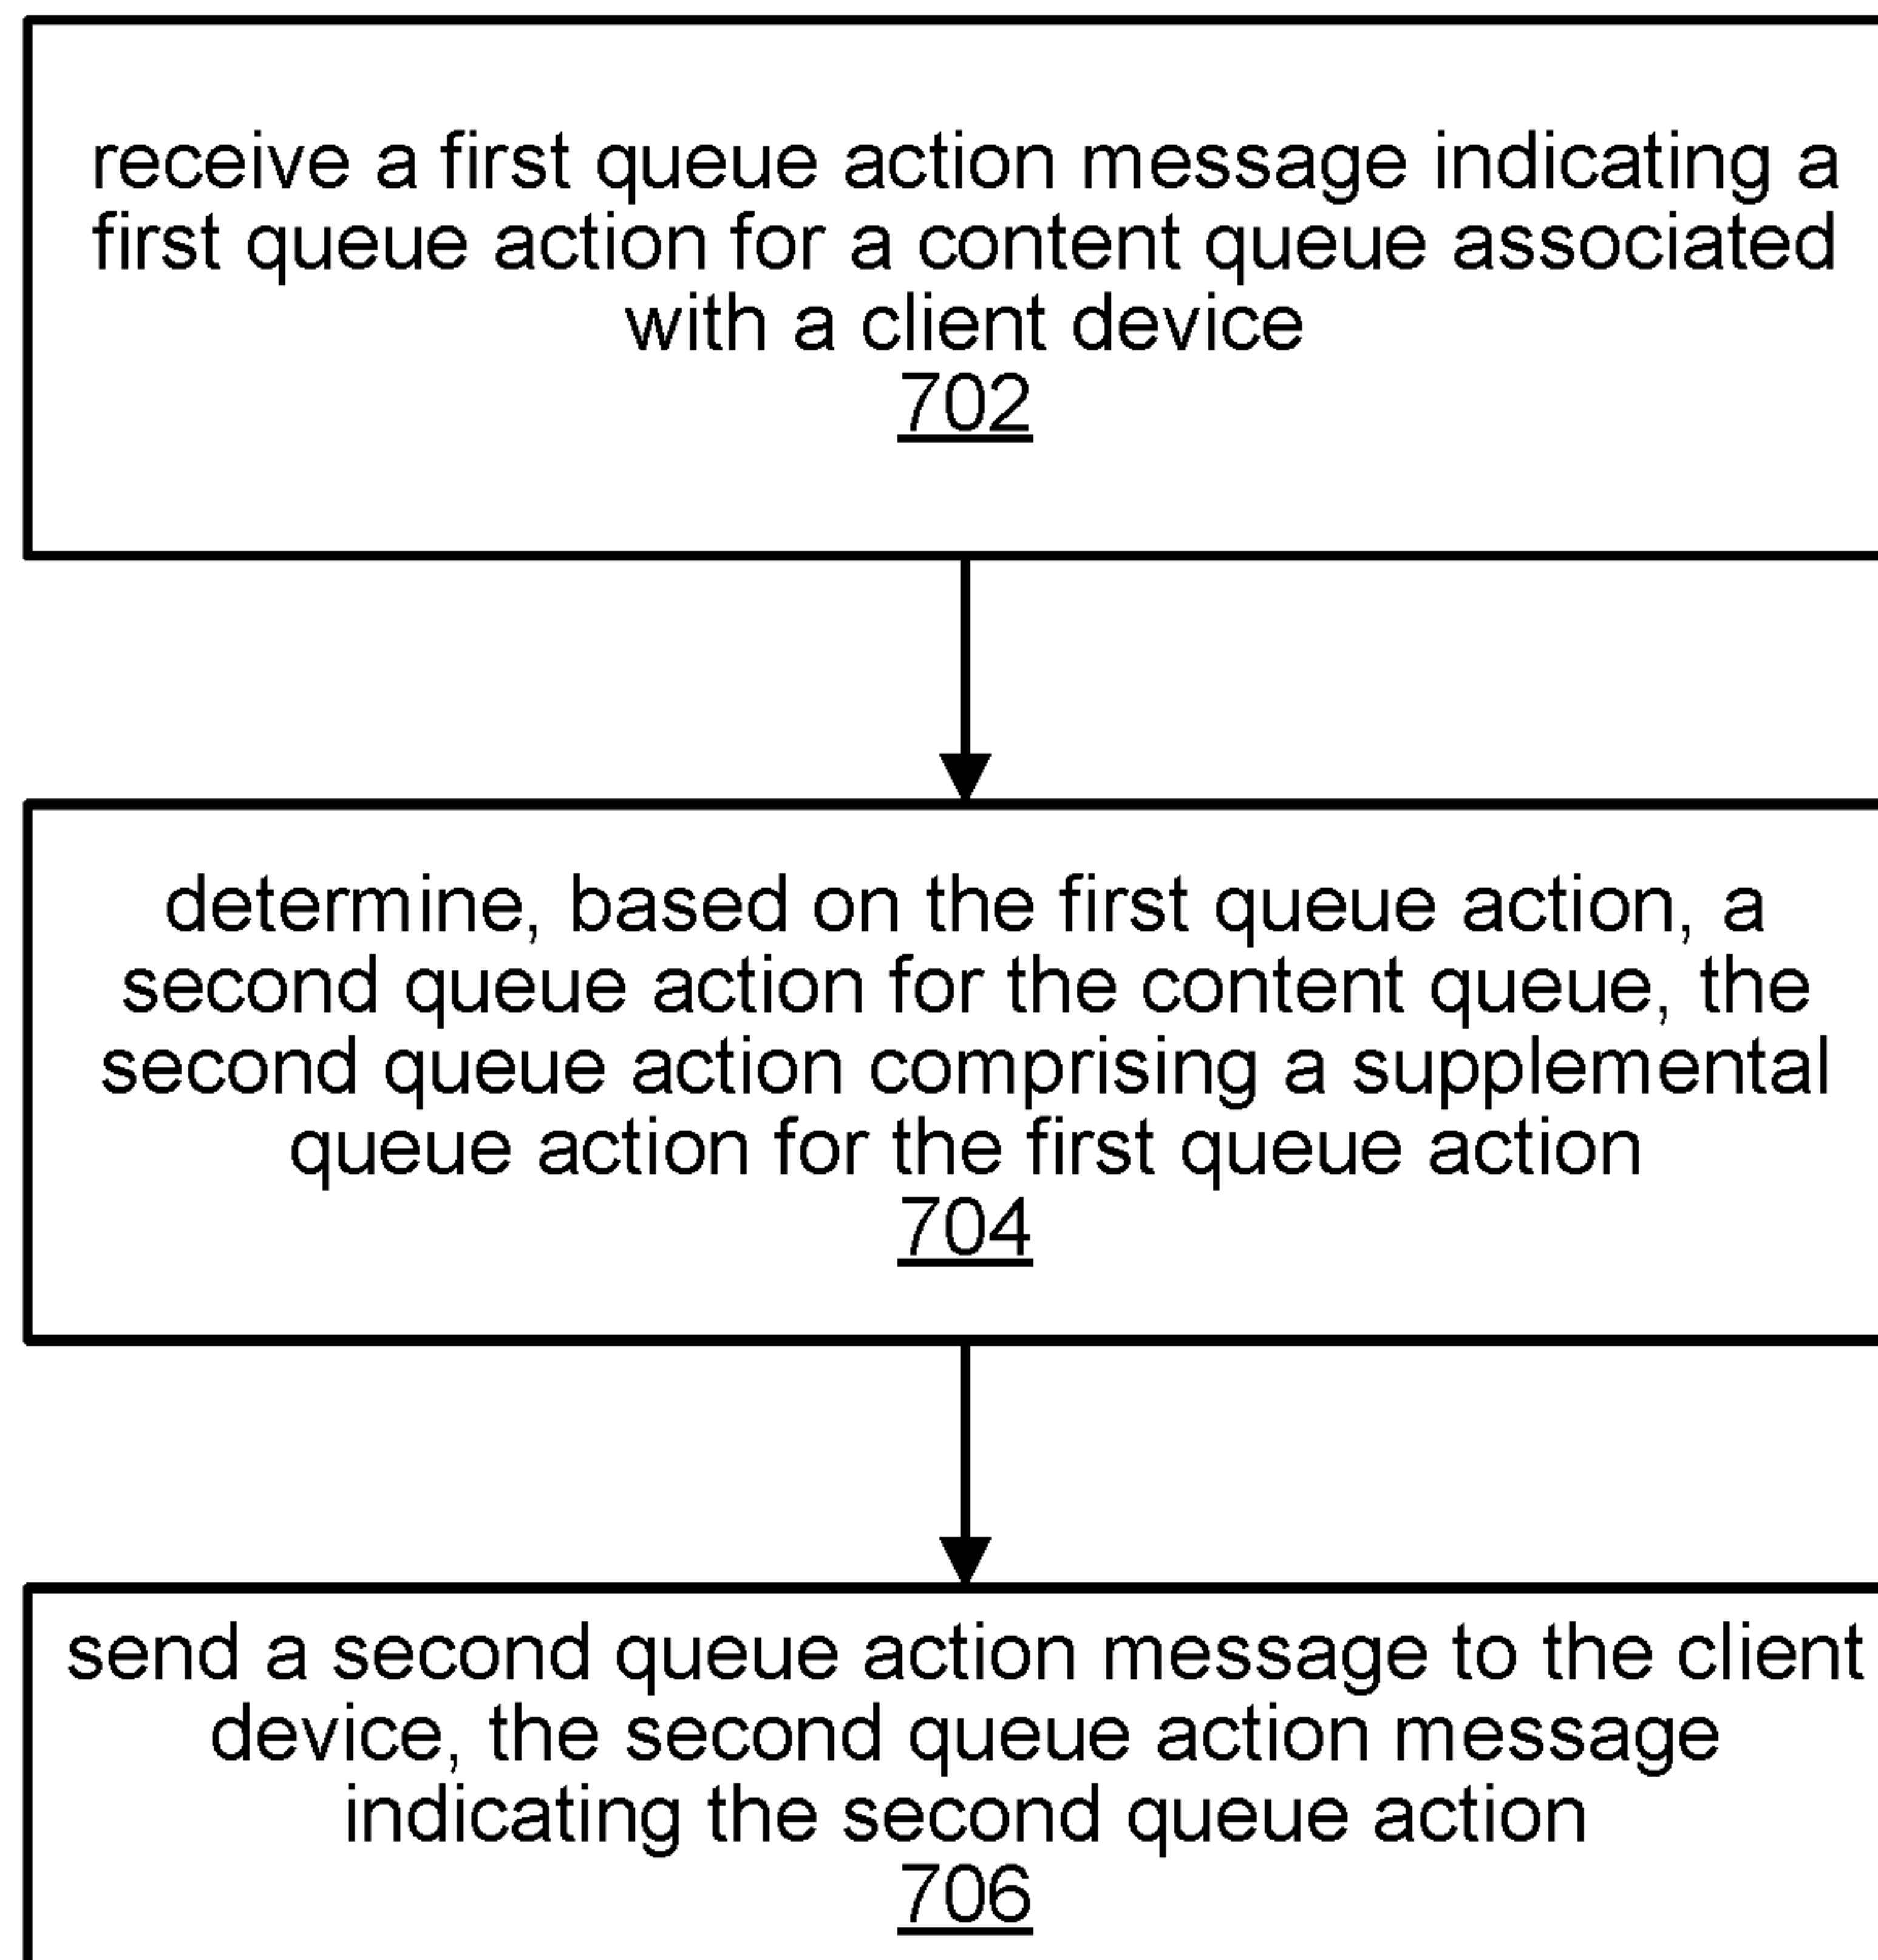 receive a first queue action message indicating a
first queue action for a content queue associated
with a client device
702
determine, based on the first queue action, a
second queue action for the content queue, the
second queue action comprising a supplemental
queue action for the first queue action
704
send a second queue action message to the client
device, the second queue action message
indicating the second queue action
706